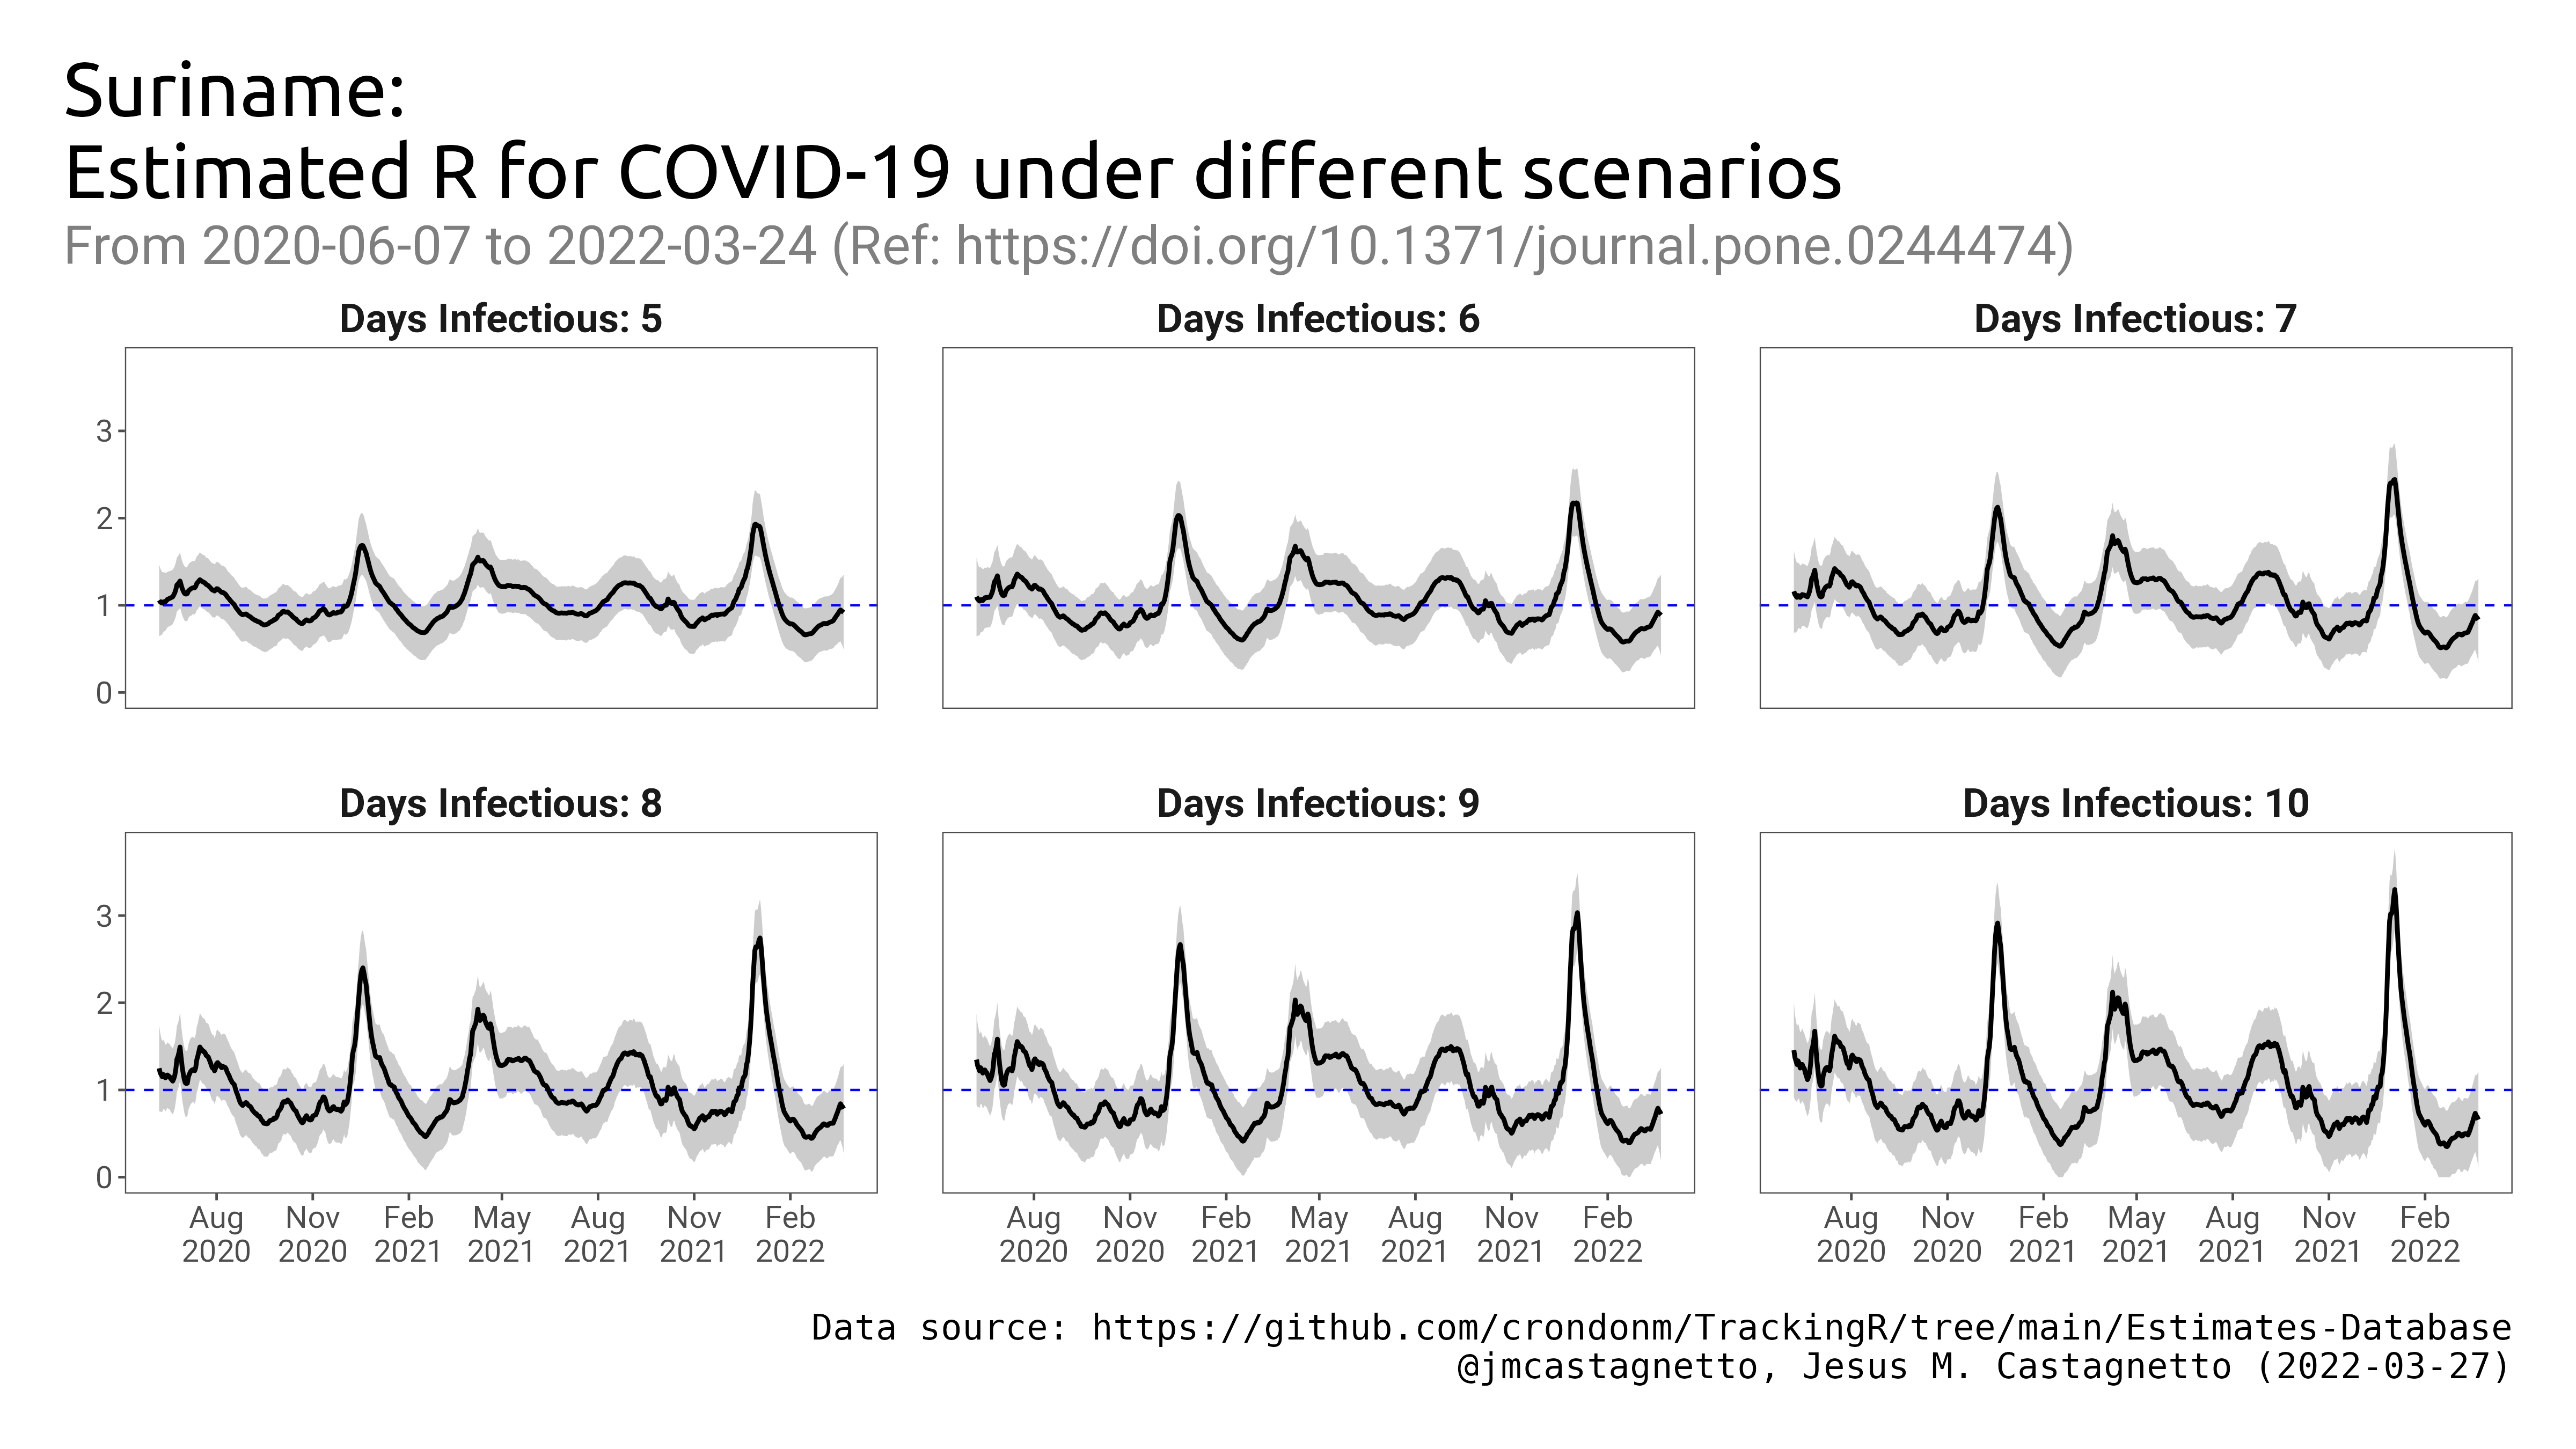 Suriname:
Estimated R for COVID-19 under different scenarios
From 2020-06-07 to 2022-03-24 (Ref: https://doi.org/10.1371/journal.pone.0244474)
Days Infectious: 5
Days Infectious: 6
Days Infectious: 7
3
2
1
0
Days Infectious: 8
Days Infectious: 9
Days Infectious: 10
3
2
1
0
Aug Nov Feb May Aug Nov Feb
2020 2020 2021 2021 2021 2021 2022
Aug Nov Feb May Aug Nov Feb
2020 2020 2021 2021 2021 2021 2022
Aug Nov Feb May Aug Nov Feb
2020 2020 2021 2021 2021 2021 2022
Data source: https://github.com/crondonm/TrackingR/tree/main/Estimates-Database
@jmcastagnetto, Jesus M. Castagnetto (2022-03-27)